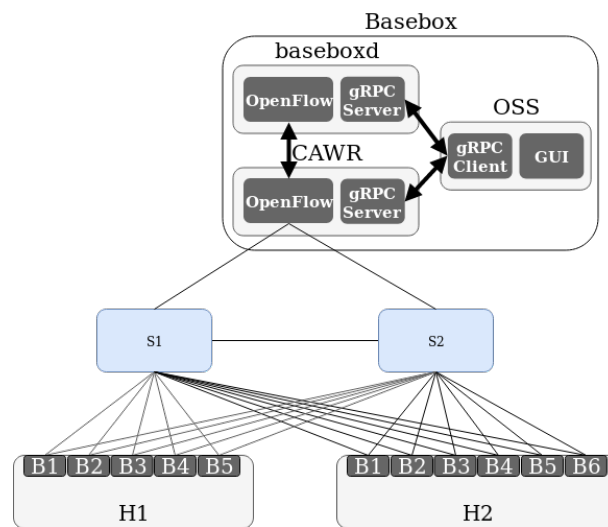 Basebox
baseboxd
OpenFlow
gRPC
Server
OSS
CAWR
gRPC
Client
GUI
OpenFlow
gRPC
Server
S1
S2
B1 B2 B3 B4 B5
B1 B2 B3 B4 B5 B6
H1
H2